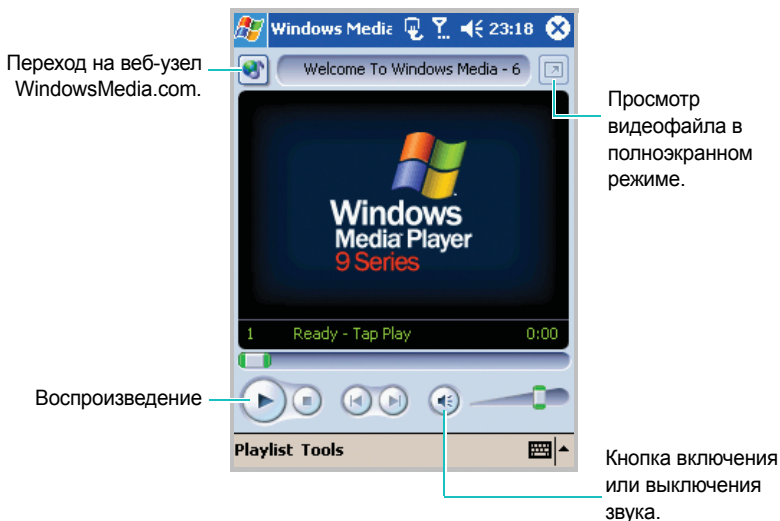 Windows Media 23:18
Переход на веб-узел
WindowsMedia.com.
Welcome To Windows Media - 6
Просмотр
видеофайла в
полноэкранном
режиме.
Windows
Media Player
9 Series
1 Ready - Tap Play 0:00
Воспроизведение
Playlist Tools
Кнопка включения
или выключения
звука.